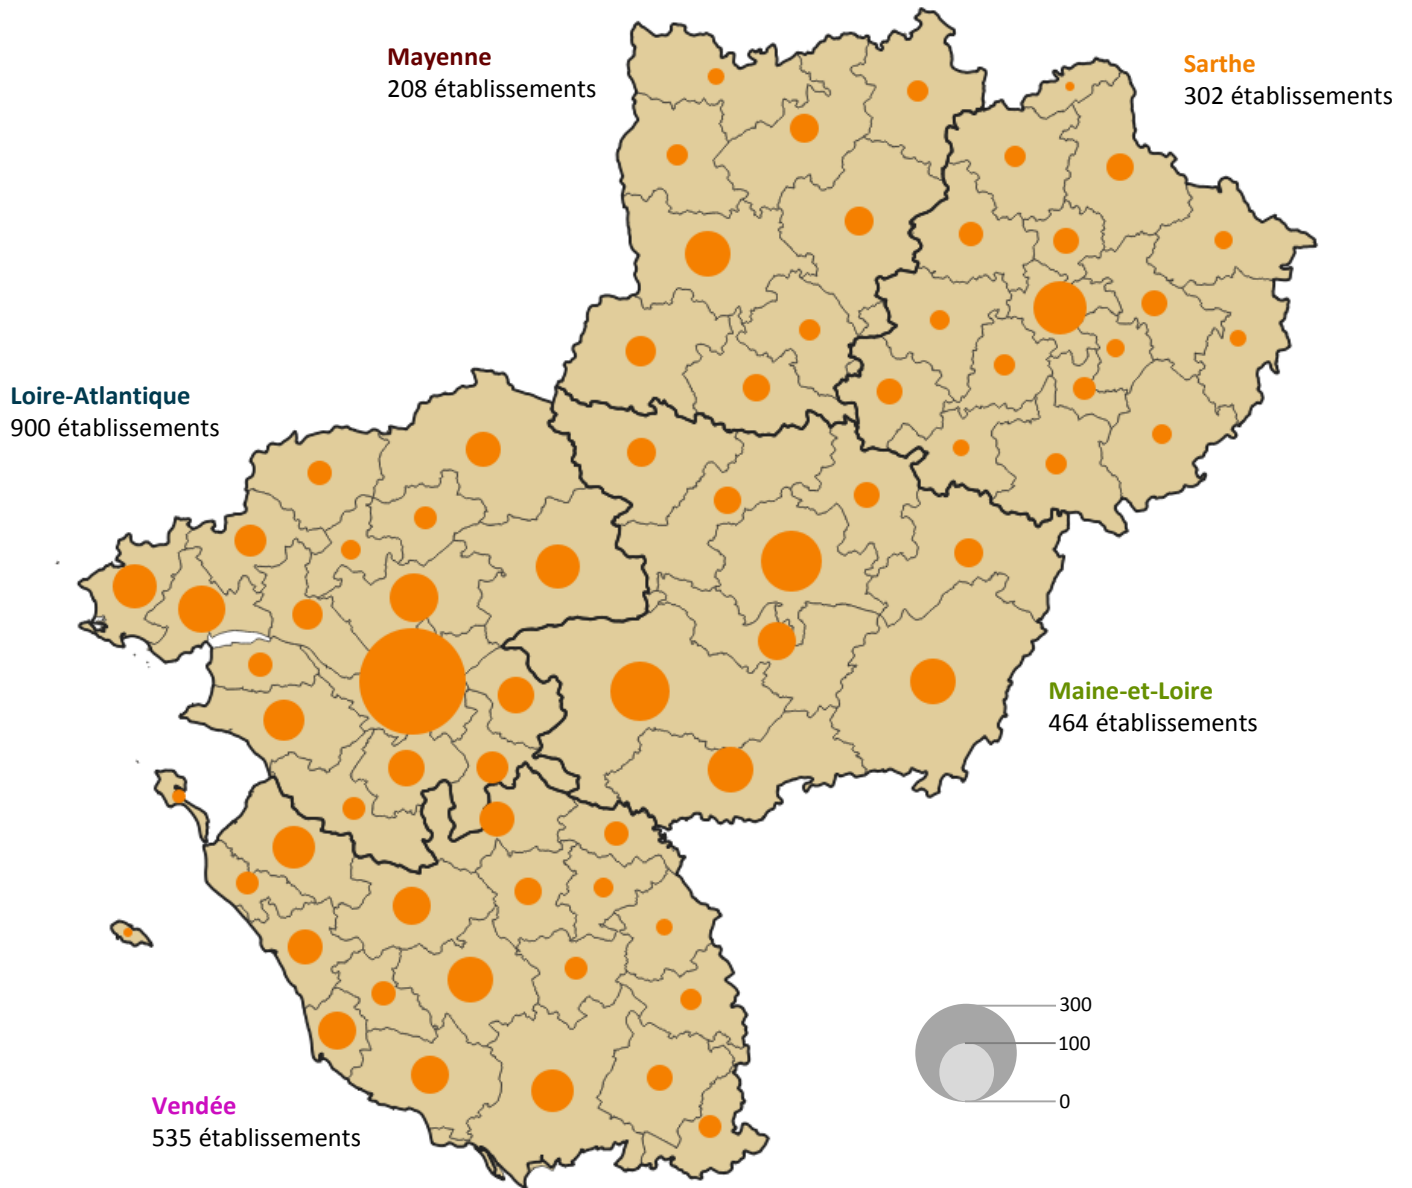 Mayenne
208 établissements
Sarthe
302 établissements
Loire-Atlantique
900 établissements
Maine-et-Loire
464 établissements
300
100
0
Vendée
535 établissements